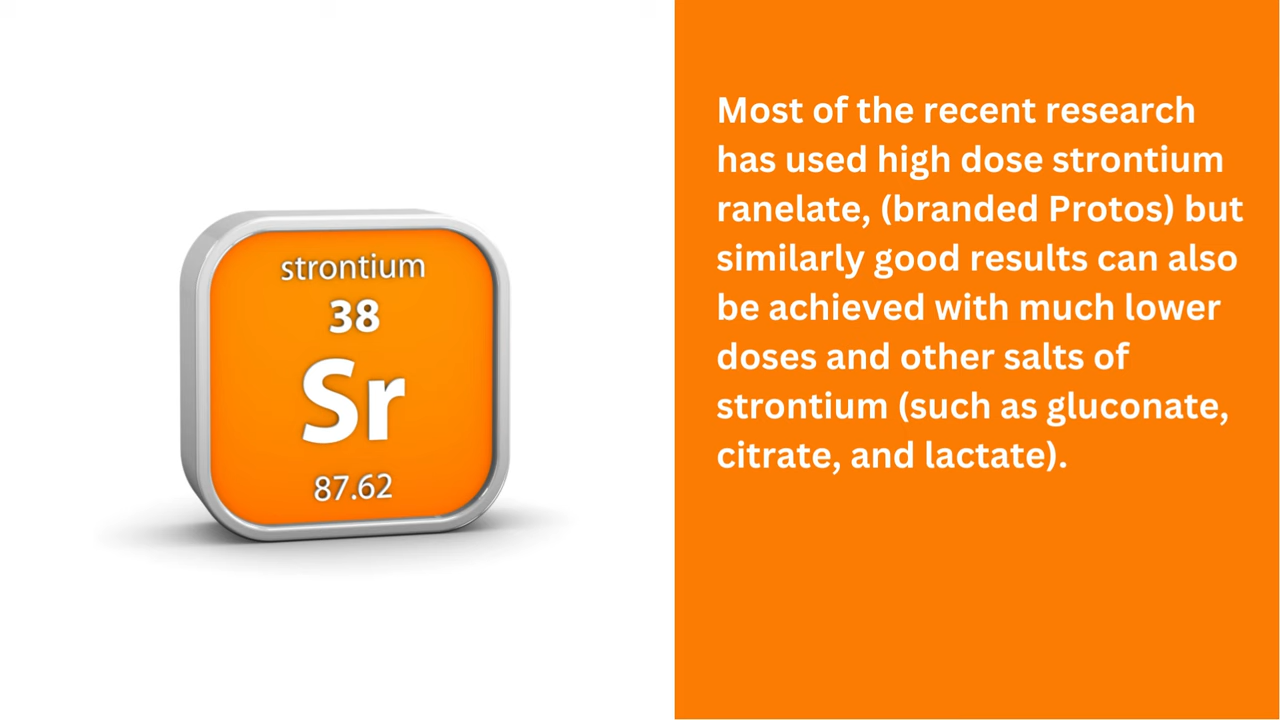 strontium
38
Sr
87.62
Most of the recent research
has used high dose strontium
ranelate, (branded Protos) but
similarly good results can also
be achieved with much lower
doses and other salts of
strontium (such as gluconate,
citrate, and lactate).